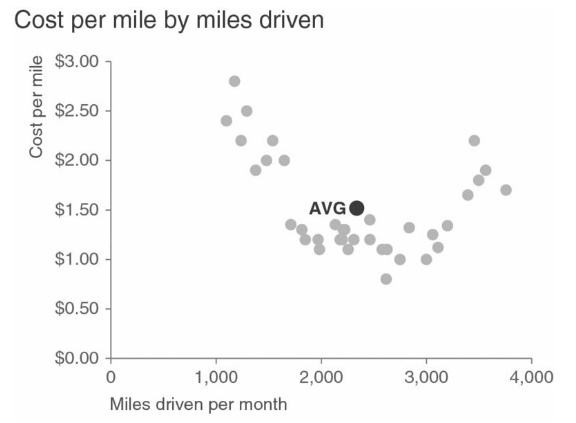 Cost per mile by miles driven
Cost per mile
$3.00
$2.50
$2.00
$1.50
$1.00
$0.50
$0.00
AVG
0 1,000 2,000 3,000 4,000
Miles driven per month